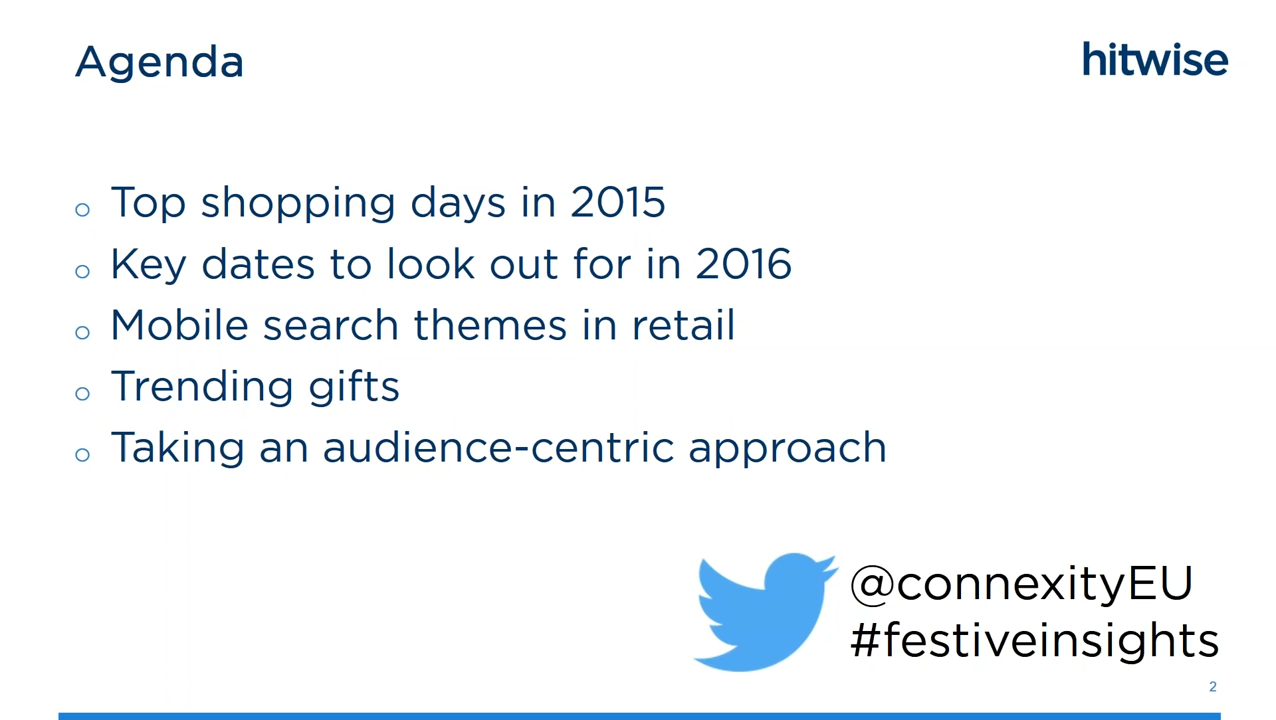 Agenda
hitwise
o Top shopping days in 2015
o Key dates to look out for in 2016
o Mobile search themes in retail
o Trending gifts
o Taking an audience-centric approach
@connexityEU
#festiveinsights
2